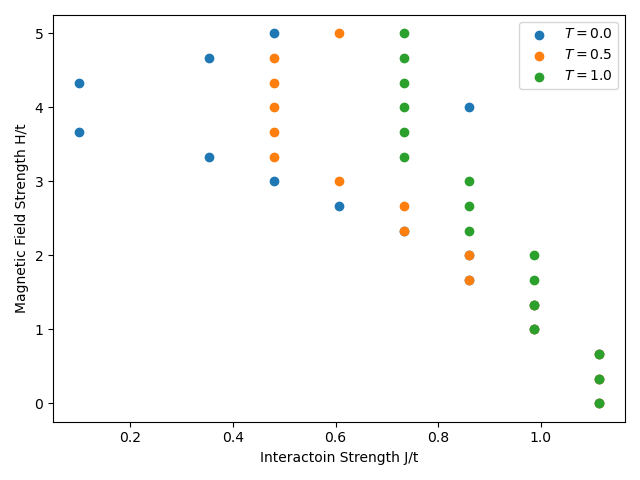 T = 0.0
T = 0.5
T = 1.0
5
4
3
2
1
0
Magnetic Field Strength H/t
0.2 0.4 0.6 0.8 1.0
Interactoin Strength J/t